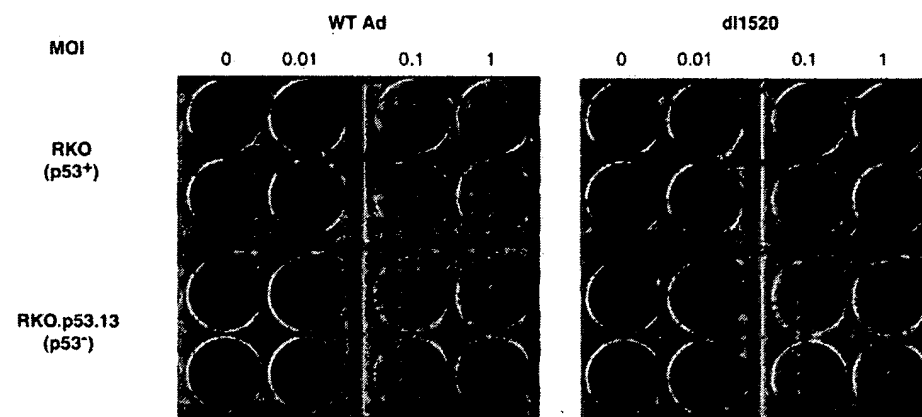 WT Ad
dl1520
MOI
0 0.01 0.1 1
0 0.01 0.1 1
RKO
(p53+)
RKO.p53.13
(p53-)